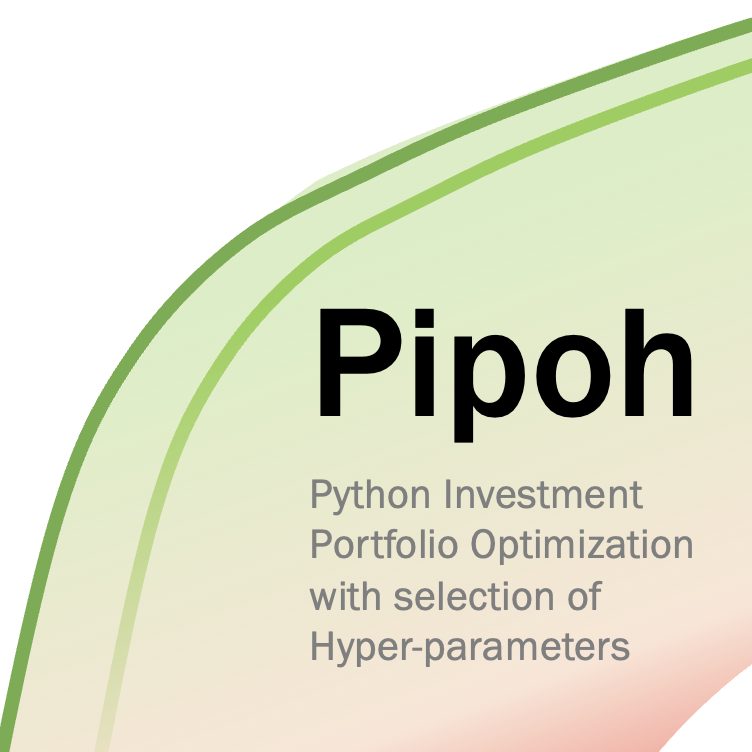 Pipoh
Python Investment
Portfolio Optimization
with selection of
Hyper-parameters